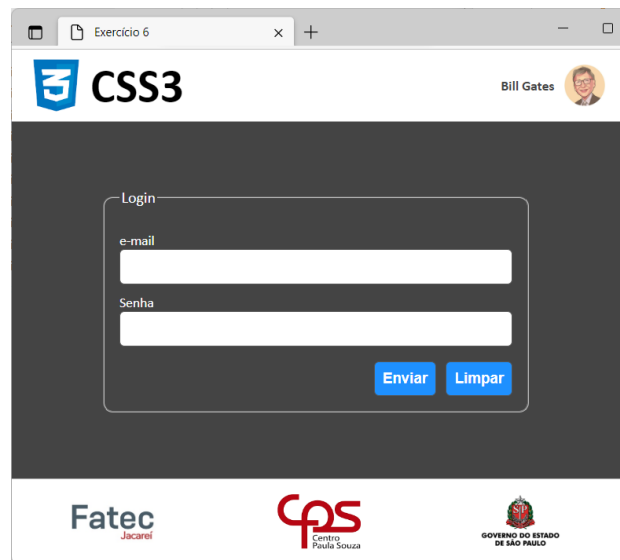 Exercício 6
CSS3
Bill Gates
Login
e-mail
Senha
Enviar
Limpar
Fatec
Jacareí
CPS
Centro
Paula Souza
SP
GOVERNO DO ESTADO
DE SÃO PAULO